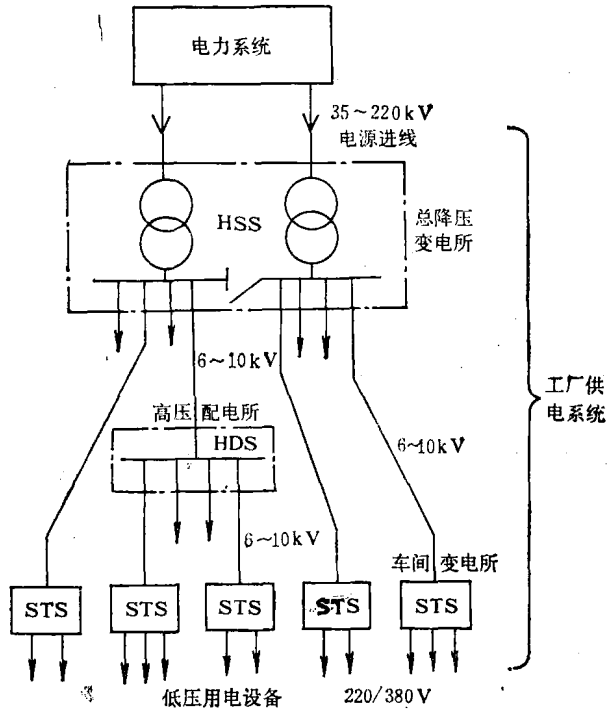 电力系统
35~220kV
电源进线
HSS
总降压
变电所
6~10kV
高压配电所
HDS
工厂供
电系统
6~10kV
6~10kV
车间变电所
STS
STS
STS
STS
STS
低压用电设备
220/380V